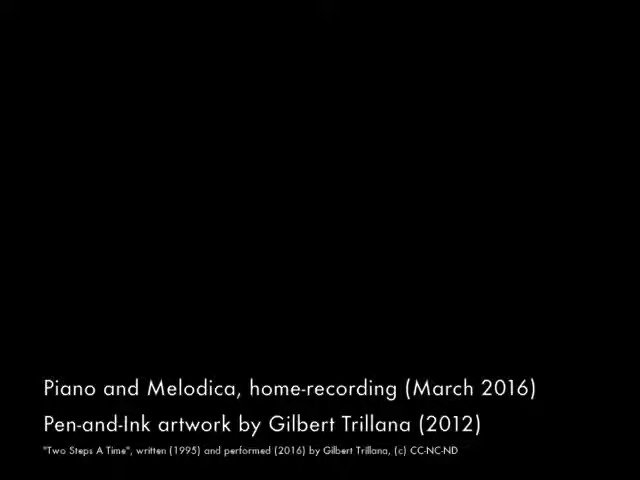 Piano and Melodica, home-recording (March 2016)
Pen-and-Ink artwork by Gilbert Trillana (2012)
"Two Steps A Time", written (1995) and performed (2016) by Gilbert Trillana, (c) CC-NC-ND